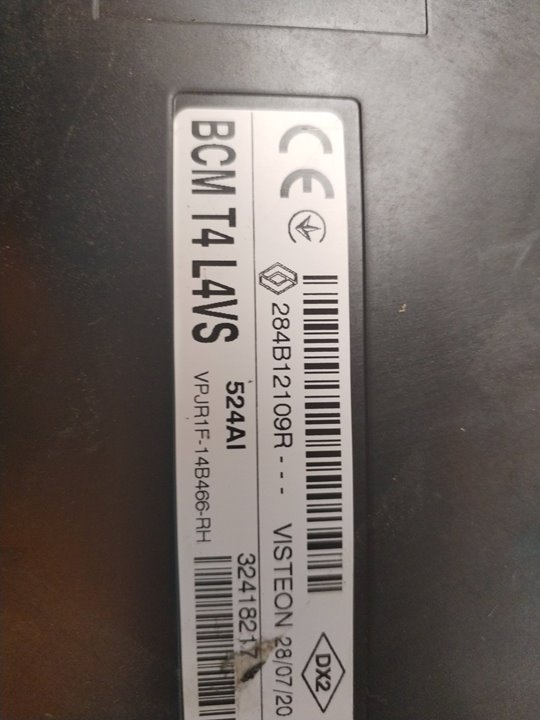 CE
284B12109R--- VISTEON 28/07/20
DX2
BCM T4 L4VS 524AI 32418217
VPJR1F-14B466-RH